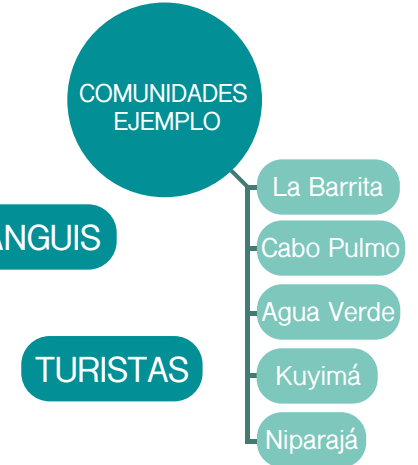 COMUNIDADES
EJEMPLO
La Barrita
Cabo Pulmo
Agua Verde
Kuyimá
Niparajá
ANGUIS
TURISTAS